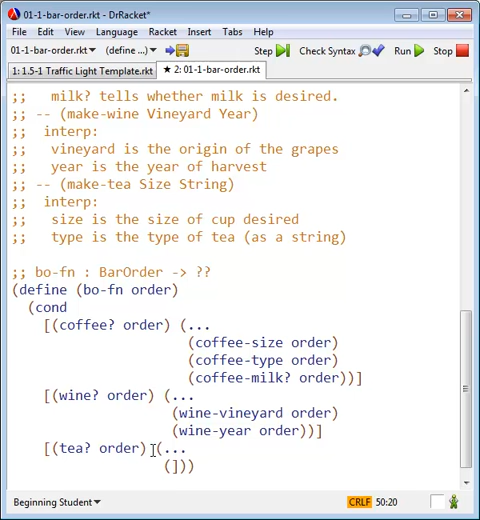 01-1-bar-order.rkt - DrRacket*
File Edit View Language Racket Insert Tabs Help
01-1-bar-order.rkt▾ (define ...)▾ Step Check Syntax Run Stop
1: 1.5-1 Traffic Light Template.rkt ★ 2: 01-1-bar-order.rkt
;;   milk? tells whether milk is desired.
;; -- (make-wine Vineyard Year)
;;  interp:
;;   vineyard is the origin of the grapes
;;   year is the year of harvest
;; -- (make-tea Size String)
;;  interp:
;;   size is the size of cup desired
;;   type is the type of tea (as a string)
;; bo-fn : BarOrder -> ??
(define (bo-fn order)
  (cond
    [(coffee? order) (...
                      (coffee-size order)
                      (coffee-type order)
                      (coffee-milk? order))]
    [(wine? order) (...
                    (wine-vineyard order)
                    (wine-year order))]
    [(tea? order) (...
                   (]))
Beginning Student▾ CRLF 50:20